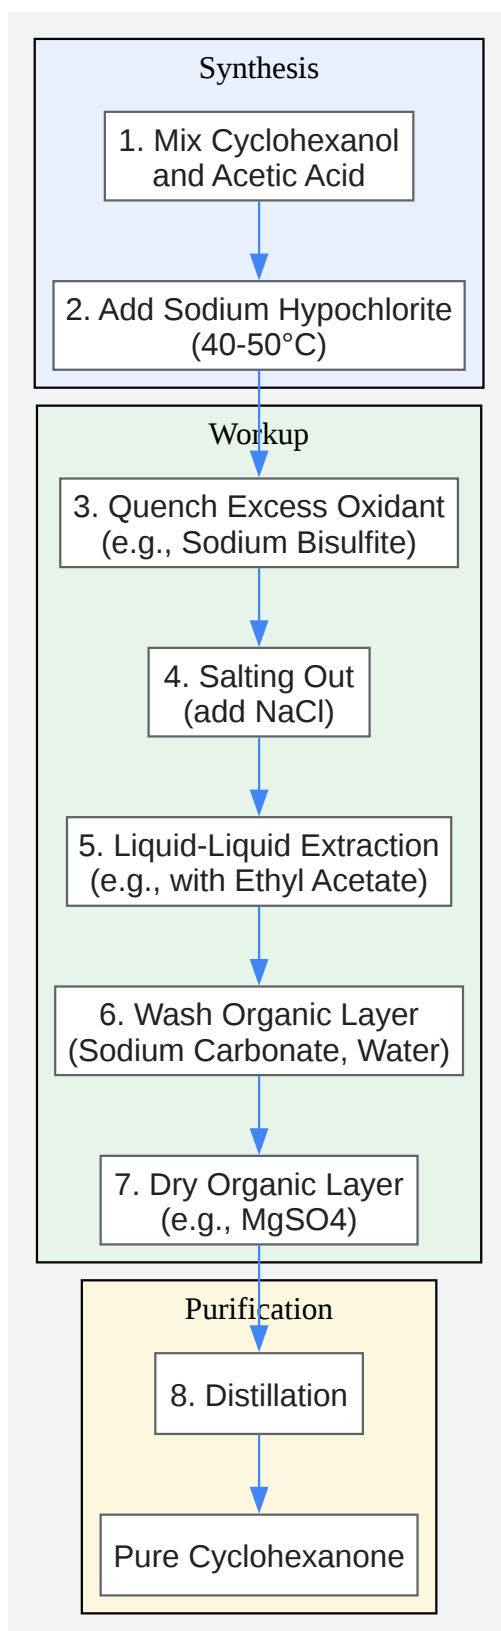 Synthesis
1. Mix Cyclohexanol
and Acetic Acid
2. Add Sodium Hypochlorite
(40-50°C)
Workup
3. Quench Excess Oxidant
(e.g., Sodium Bisulfite)
4. Salting Out
(add NaCl)
5. Liquid-Liquid Extraction
(e.g., with Ethyl Acetate)
6. Wash Organic Layer
(Sodium Carbonate, Water)
7. Dry Organic Layer
(e.g., MgSO4)
Purification
8. Distillation
Pure Cyclohexanone